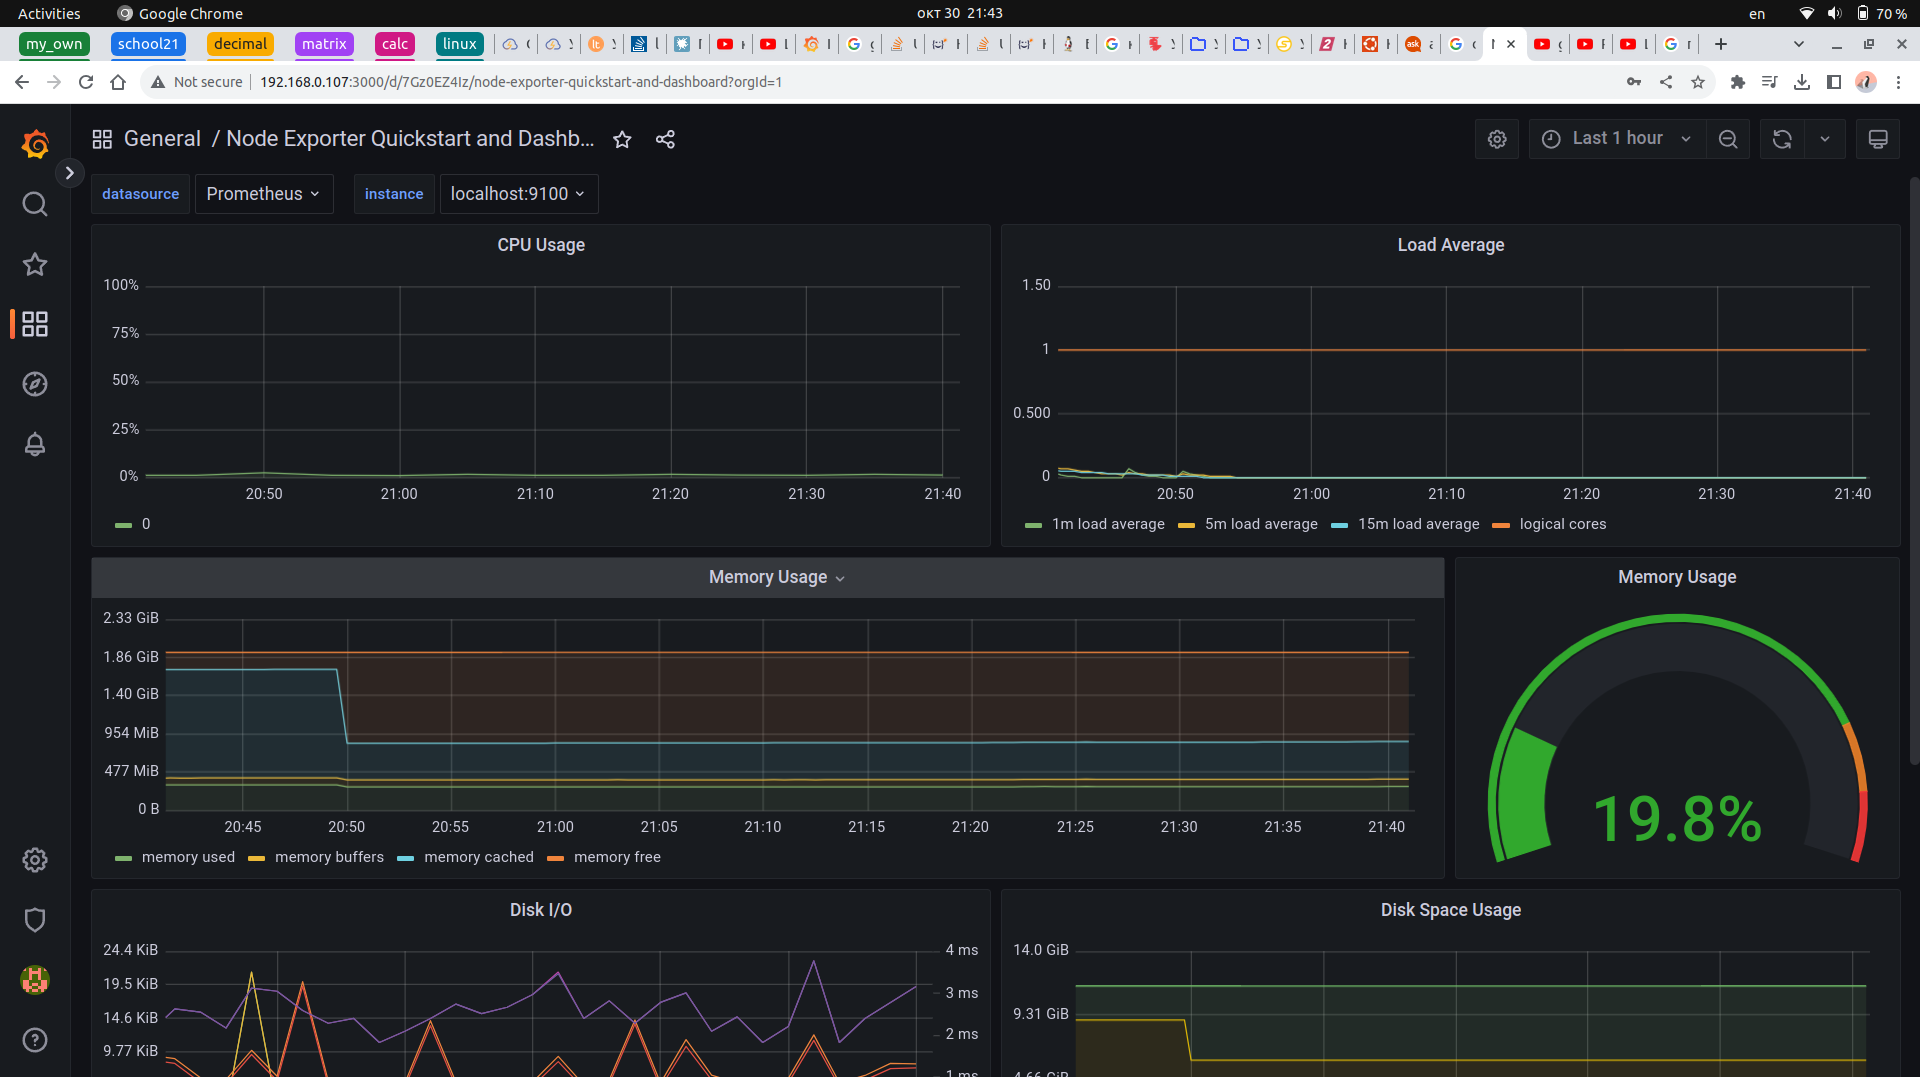 Activities
Google Chrome
окт 30 21:43
en
70 %
my_own
school21
decimal
matrix
calc
linux
Not secure
192.168.0.107:3000/d/7Gz0EZ4Iz/node-exporter-quickstart-and-dashboard?orgId=1
General / Node Exporter Quickstart and Dashb...
Last 1 hour
datasource
Prometheus
instance
localhost:9100
CPU Usage
100%
75%
50%
25%
0%
20:50
21:00
21:10
21:20
21:30
21:40
0
Load Average
1.50
1
0.500
0
20:50
21:00
21:10
21:20
21:30
21:40
1m load average
5m load average
15m load average
logical cores
Memory Usage
2.33 GiB
1.86 GiB
1.40 GiB
954 MiB
477 MiB
0 B
20:45
20:50
20:55
21:00
21:05
21:10
21:15
21:20
21:25
21:30
21:35
21:40
memory used
memory buffers
memory cached
memory free
Memory Usage
19.8%
Disk I/O
24.4 KiB
19.5 KiB
14.6 KiB
9.77 KiB
4 ms
3 ms
2 ms
1 ms
Disk Space Usage
14.0 GiB
9.31 GiB
4.66 GiB